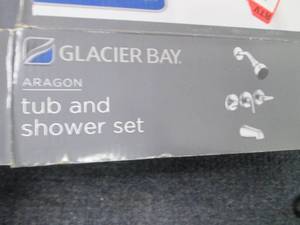 GLACIER BAY
ARAGON
tub and
shower set